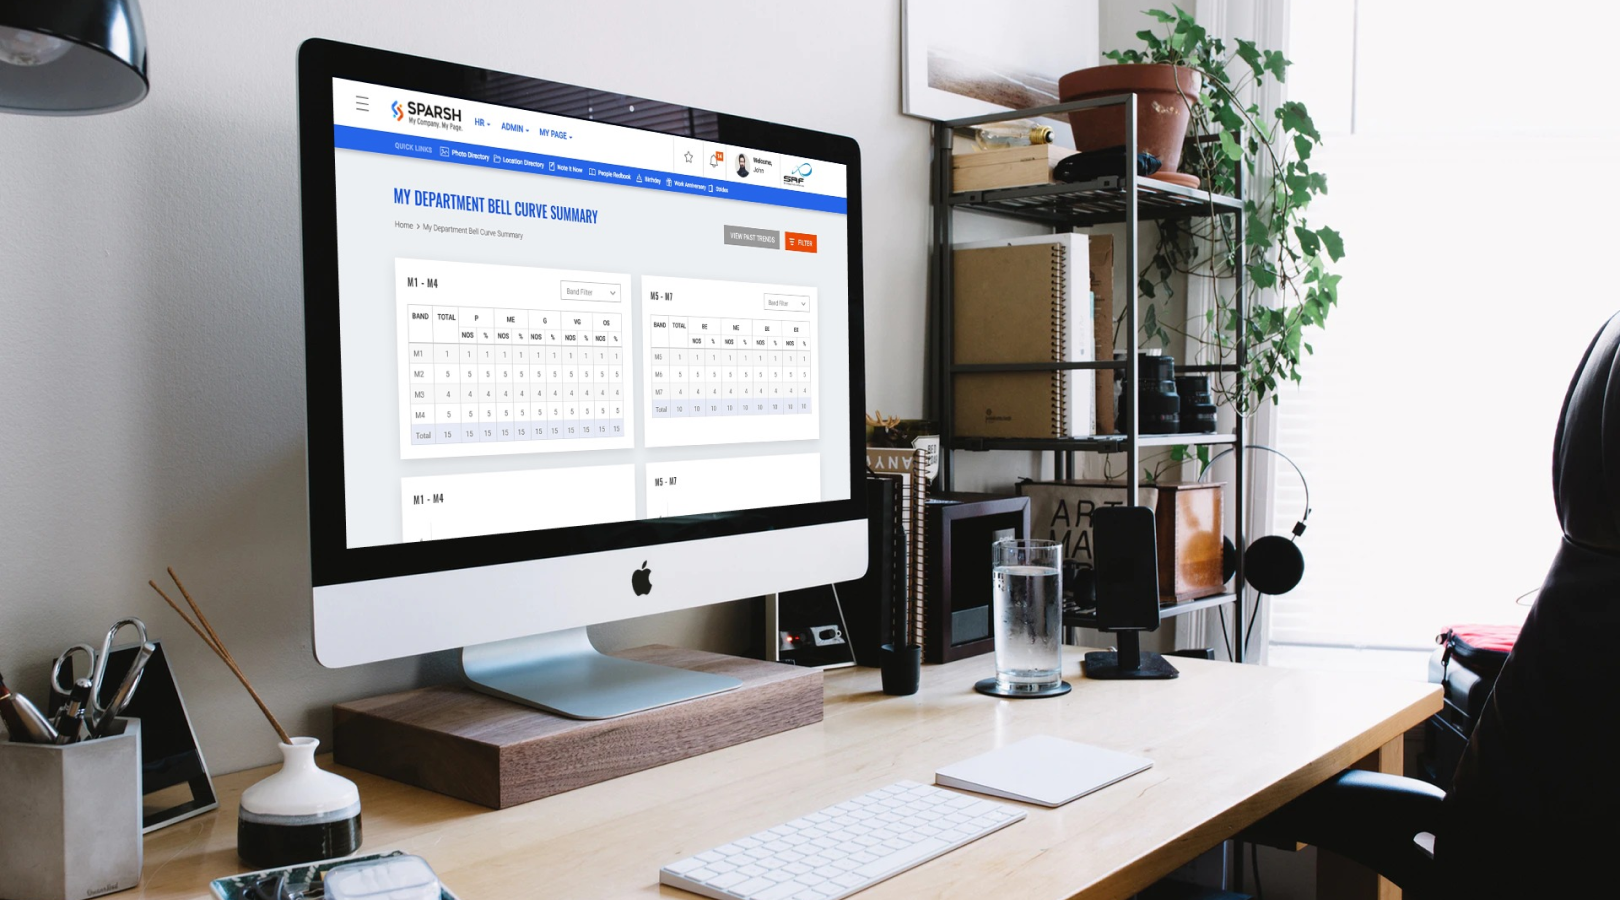 SPARSH
My Company. My Page.
HR ADMIN MY PAGE
14
Welcome,
John
QUICK LINKS Photo Directory Location Directory Note It Now People Redbook Birthday Work Anniversary
MY DEPARTMENT BELL CURVE SUMMARY
Home > My Department Bell Curve Summary
VIEW PAST TRENDS FILTER
M1 - M4
Band Filter
BAND TOTAL P ME G VG OS
NOS % NOS % NOS % NOS % NOS %
M1 1 1 1 1 1 1 1 1 1 1 1
M2 5 5 5 5 5 5 5 5 5 5 5
M3 4 4 4 4 4 4 4 4 4 4 4
M4 5 5 5 5 5 5 5 5 5 5 5
Total 15 15 15 15 15 15 15 15 15 15 15
M5 - M7
Band Filter
BAND TOTAL BE ME EE
NOS % NOS % NOS % NOS %
M5 1 1 1 1 1 1 1 1 1
M6 5 5 5 5 5 5 5 5 5
M7 4 4 4 4 4 4 4 4 4
Total 10 10 10 10 10 10 10 10 10
M1 - M4
M5 - M7
ANY
ART
MA